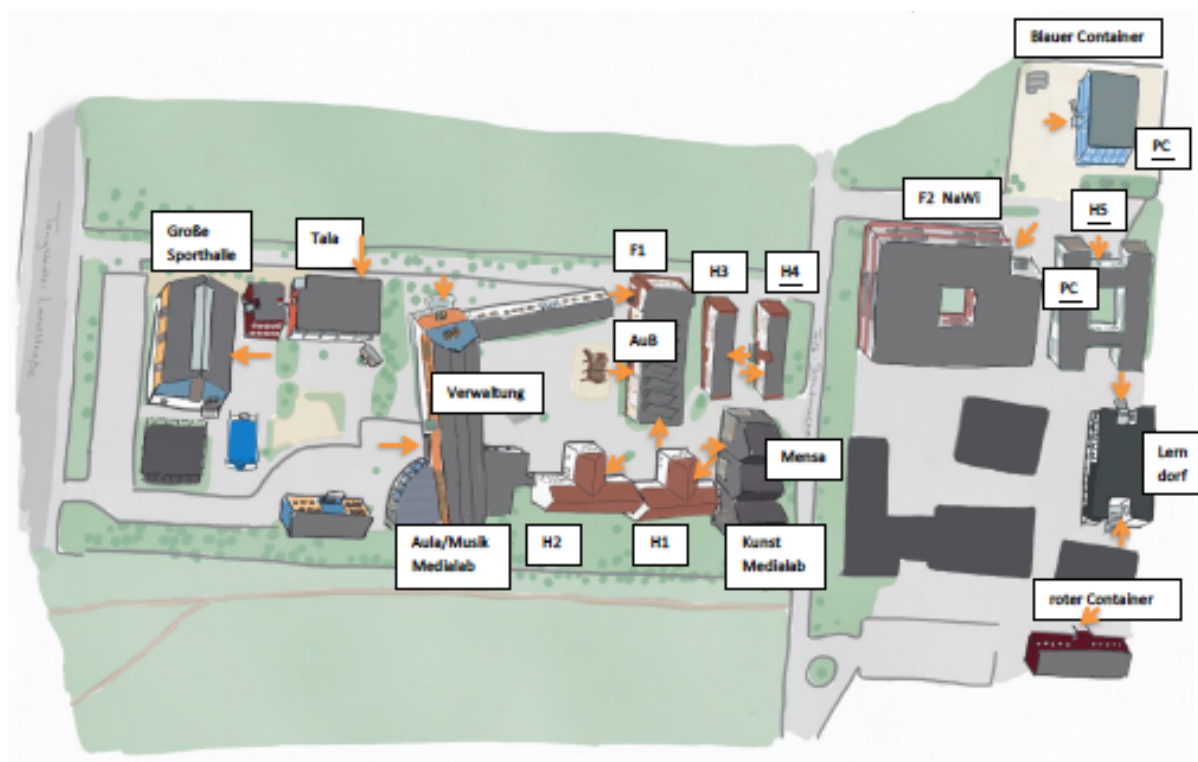 Blauer Container
PC
F2 NaWi
H5
Große
Sporthalle
Tala
F1
H3
H4
PC
AuB
Verwaltung
Mensa
Lern
dorf
Aula/Musik
Medialab
H2
H1
Kunst
Medialab
roter Container